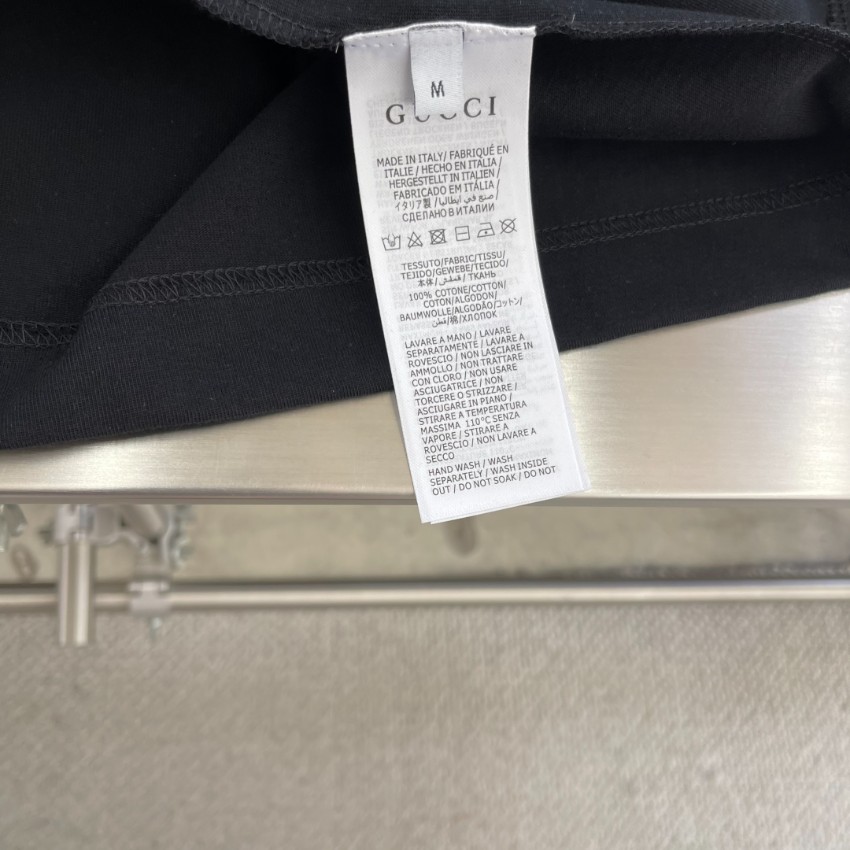 M
GUCCI
MADE IN ITALY/ FABRIQUÉ EN
ITALIE / HECHO EN ITALIA/
HERGESTELLT IN ITALIEN /
FABRICADO EM ITÁLIA
イタリア製 /صنع في ايطاليا/
СДЕЛАНО В ИТАЛИИ
TESSUTO/FABRIC/TISSU/
TEJIDO/GEWEBE/TECIDO/
本体/قماش/ ТКАНЬ
100% COTONE/COTTON/
COTON/ALGODON/
BAUMWOLLE/ALGODÃO/コットン/
قطن/棉/ХЛОПОК
LAVARE A MANO / LAVARE
SEPARATAMENTE / LAVARE A
ROVESCIO / NON LASCIARE IN
AMMOLLO / NON TRATTARE
CON CLORO / NON USARE
ASCIUGATRICE / NON
TORCERE O STRIZZARE /
ASCIUGARE IN PIANO /
STIRARE A TEMPERATURA
MASSIMA 110°C SENZA
VAPORE / STIRARE A
ROVESCIO / NON LAVARE A
SECCO
HAND WASH / WASH
SEPARATELY / WASH INSIDE
OUT / DO NOT SOAK / DO NOT